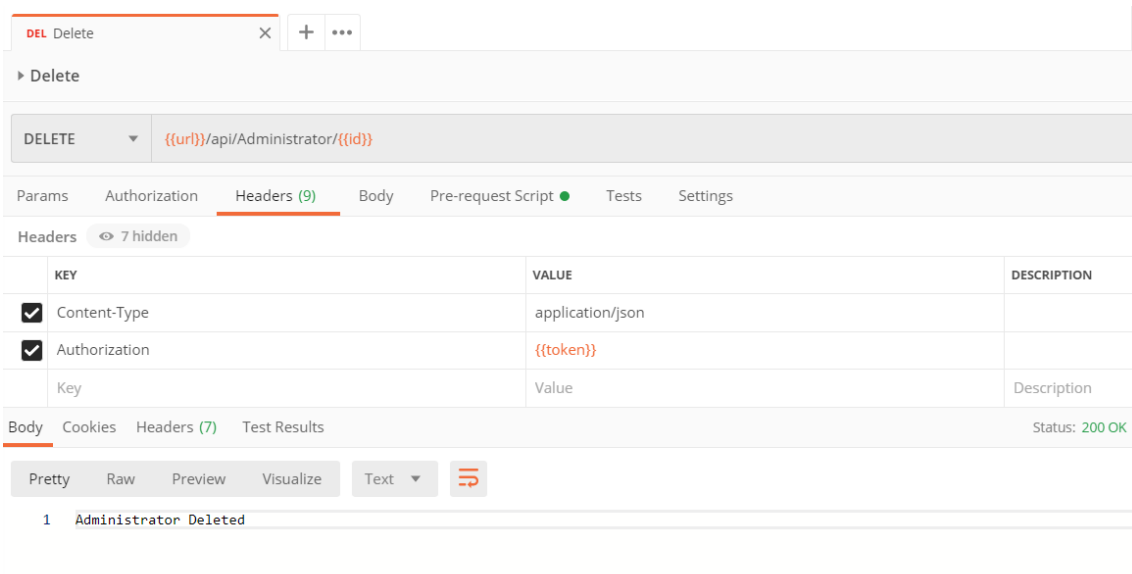 DEL Delete
Delete
DELETE {{url}}/api/Administrator/{{id}}
Params Authorization Headers (9) Body Pre-request Script Tests Settings
Headers 7 hidden
KEY VALUE DESCRIPTION
Content-Type application/json
Authorization {{token}}
Key Value Description
Body Cookies Headers (7) Test Results Status: 200 OK
Pretty Raw Preview Visualize Text
1 Administrator Deleted